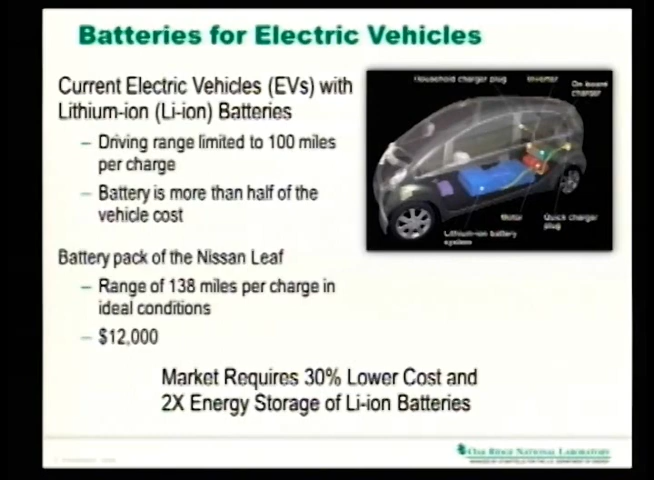 Batteries for Electric Vehicles
Current Electric Vehicles (EVs) with
Lithium-ion (Li-ion) Batteries
– Driving range limited to 100 miles
per charge
– Battery is more than half of the
vehicle cost
Household charger plug
Inverter
On board
charger
Motor
Quick charger
plug
Lithium-ion battery
system
Battery pack of the Nissan Leaf
– Range of 138 miles per charge in
ideal conditions
– $12,000
Market Requires 30% Lower Cost and
2X Energy Storage of Li-ion Batteries
OAK RIDGE NATIONAL LABORATORY